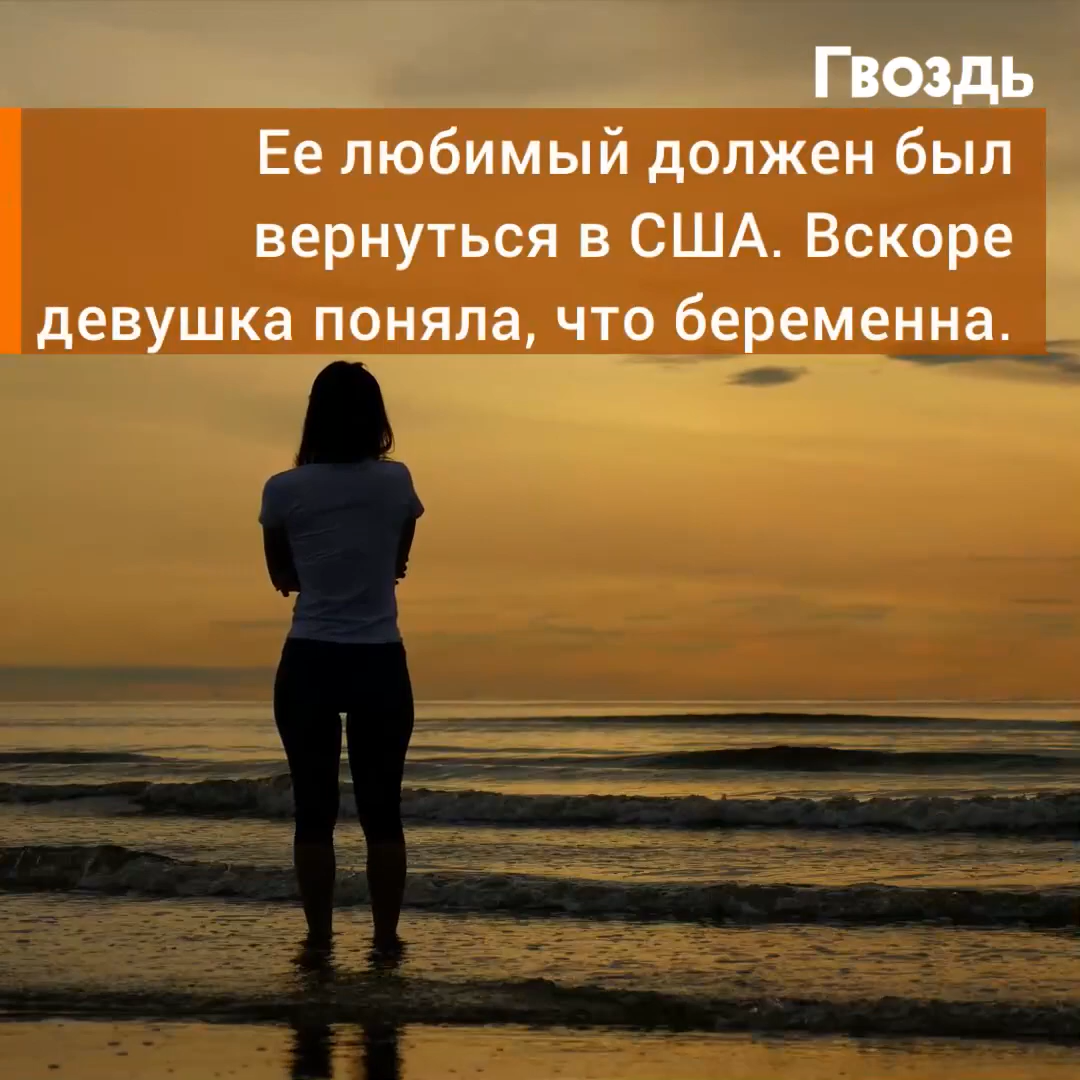 Гвоздь
Ее любимый должен был
вернуться в США. Вскоре
девушка поняла, что беременна.